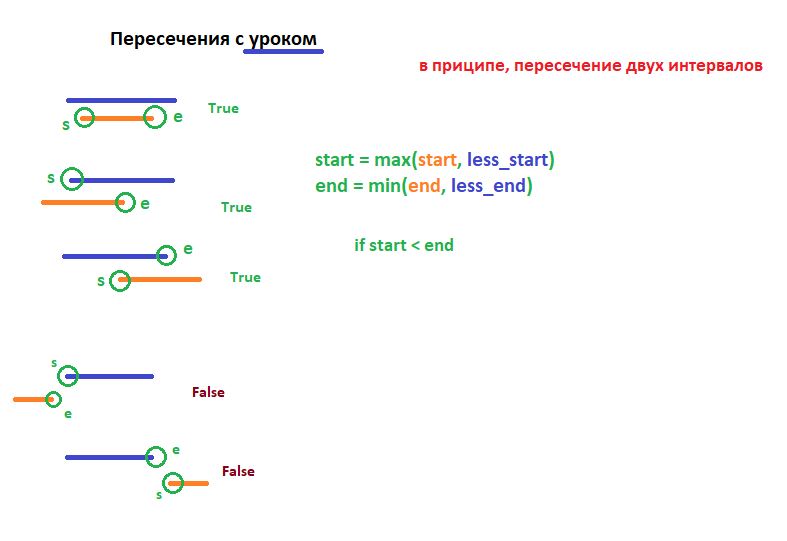 Пересечения с уроком
в приципе, пересечение двух интервалов
s e True
start = max(start, less_start)
end = min(end, less_end)
s e True
if start < end
e s True
s e False
e s False